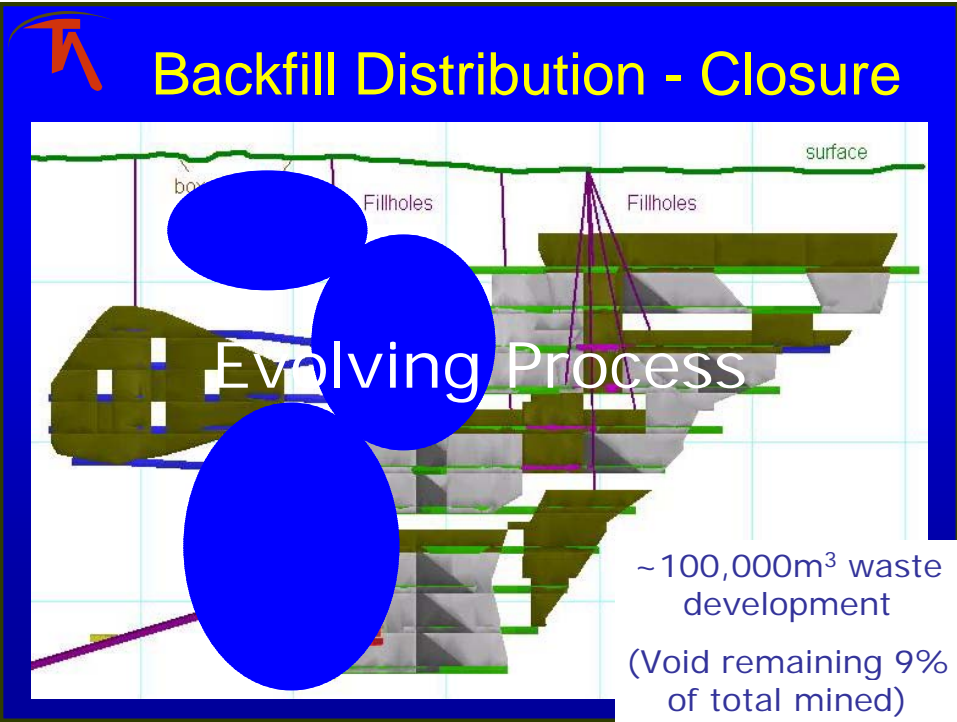 Backfill Distribution - Closure
surface
Fillholes
Fillholes
Evolving Process
~100,000m³ waste
development
(Void remaining 9%
of total mined)